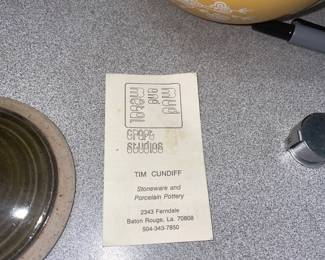 mud
and
metal
craft
studios
TIM CUNDIFF
Stoneware and
Porcelain Pottery
2343 Ferndale
Baton Rouge, La. 70808
504-343-7850